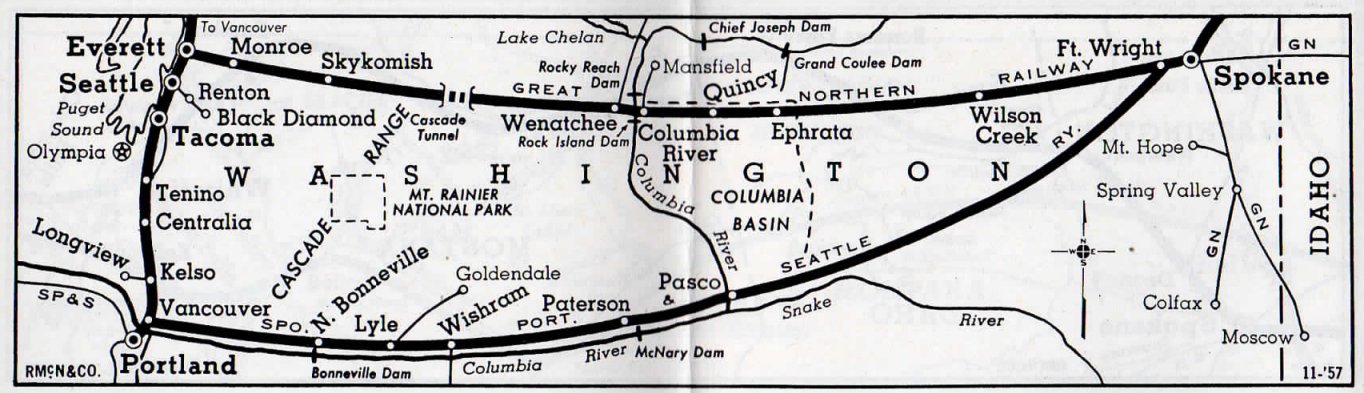 To Vancouver
Everett
Monroe
Skykomish
Lake Chelan
Chief Joseph Dam
Ft. Wright
GN
Seattle
Puget
Sound
Renton
Black Diamond
Cascade
Tunnel
GREAT
Rocky Reach
Dam
Mansfield
Quincy
Grand Coulee Dam
NORTHERN
RAILWAY
Spokane
Tacoma
Olympia
Wenatchee
Rock Island Dam
Columbia
River
Ephrata
Wilson
Creek
RY.
Mt. Hope
WASHINGTON
CASCADE RANGE
MT. RAINIER
NATIONAL PARK
Columbia
River
COLUMBIA
BASIN
Spring Valley
IDAHO
Tenino
Centralia
Longview
Kelso
SP&S
Vancouver
SPO.
N. Bonneville
Lyle
Goldendale
Wishram
PORT.
Paterson
Pasco
&
SEATTLE
Snake
River
N
W E
S
GN
GN
Colfax
Moscow
Portland
Bonneville Dam
Columbia
River
McNary Dam
RMCN&CO.
11-'57